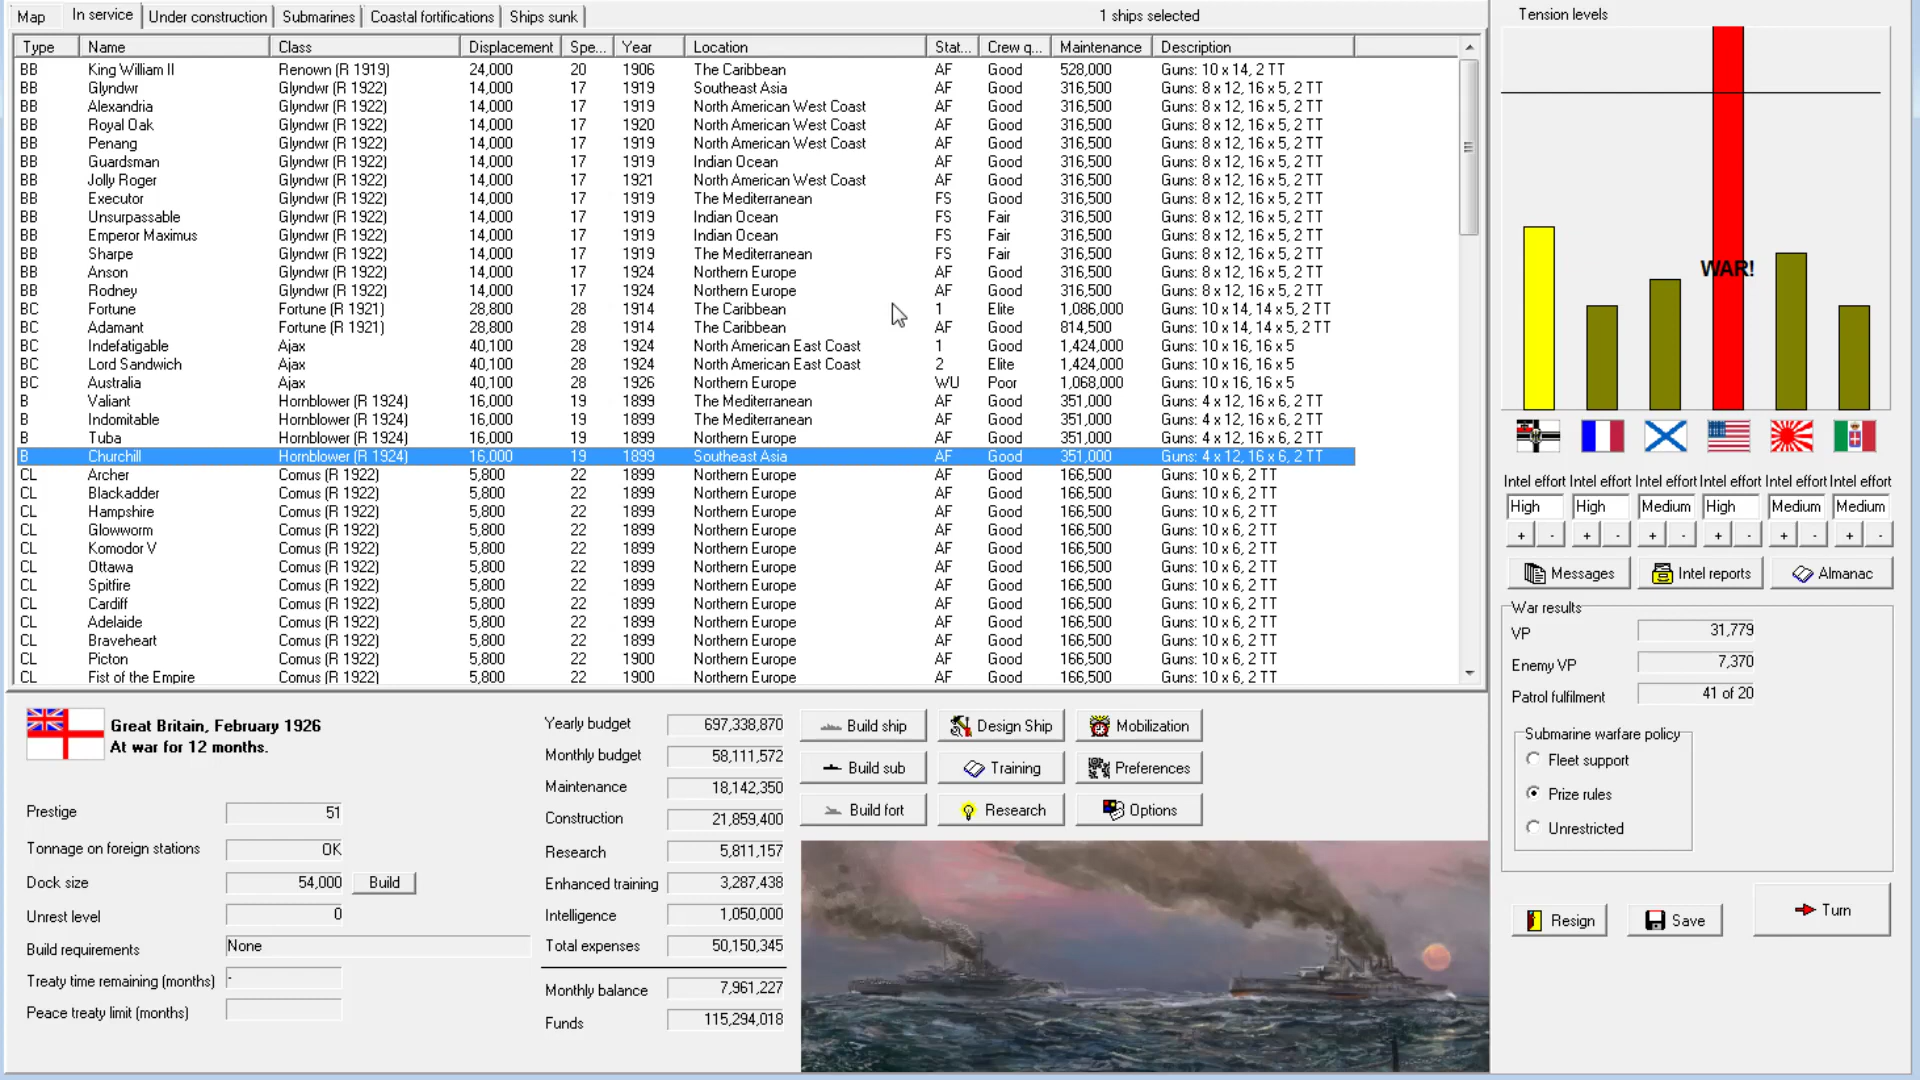 Map In service Under construction Submarines Coastal fortifications Ships sunk 1 ships selected
Type Name Class Displacement Spe... Year Location Stat... Crew q... Maintenance Description
BB King William II Renown (R 1919) 24,000 20 1906 The Caribbean AF Good 528,000 Guns: 10 x 14, 2 TT
BB Glyndwr Glyndwr (R 1922) 14,000 17 1919 Southeast Asia AF Good 316,500 Guns: 8 x 12, 16 x 5, 2 TT
BB Alexandria Glyndwr (R 1922) 14,000 17 1919 North American West Coast AF Good 316,500 Guns: 8 x 12, 16 x 5, 2 TT
BB Royal Oak Glyndwr (R 1922) 14,000 17 1920 North American West Coast AF Good 316,500 Guns: 8 x 12, 16 x 5, 2 TT
BB Penang Glyndwr (R 1922) 14,000 17 1919 North American West Coast AF Good 316,500 Guns: 8 x 12, 16 x 5, 2 TT
BB Guardsman Glyndwr (R 1922) 14,000 17 1919 Indian Ocean AF Good 316,500 Guns: 8 x 12, 16 x 5, 2 TT
BB Jolly Roger Glyndwr (R 1922) 14,000 17 1921 North American West Coast AF Good 316,500 Guns: 8 x 12, 16 x 5, 2 TT
BB Executor Glyndwr (R 1922) 14,000 17 1919 The Mediterranean FS Good 316,500 Guns: 8 x 12, 16 x 5, 2 TT
BB Unsurpassable Glyndwr (R 1922) 14,000 17 1919 Indian Ocean FS Fair 316,500 Guns: 8 x 12, 16 x 5, 2 TT
BB Emperor Maximus Glyndwr (R 1922) 14,000 17 1919 Indian Ocean FS Fair 316,500 Guns: 8 x 12, 16 x 5, 2 TT
BB Sharpe Glyndwr (R 1922) 14,000 17 1919 The Mediterranean FS Fair 316,500 Guns: 8 x 12, 16 x 5, 2 TT
BB Anson Glyndwr (R 1922) 14,000 17 1924 Northern Europe AF Good 316,500 Guns: 8 x 12, 16 x 5, 2 TT
BB Rodney Glyndwr (R 1922) 14,000 17 1924 Northern Europe AF Good 316,500 Guns: 8 x 12, 16 x 5, 2 TT
BC Fortune Fortune (R 1921) 28,800 28 1914 The Caribbean 1 Elite 1,086,000 Guns: 10 x 14, 14 x 5, 2 TT
BC Adamant Fortune (R 1921) 28,800 28 1914 The Caribbean AF Good 814,500 Guns: 10 x 14, 14 x 5, 2 TT
BC Indefatigable Ajax 40,100 28 1924 North American East Coast 1 Good 1,424,000 Guns: 10 x 16, 16 x 5
BC Lord Sandwich Ajax 40,100 28 1924 North American East Coast 2 Elite 1,424,000 Guns: 10 x 16, 16 x 5
BC Australia Ajax 40,100 28 1926 Northern Europe WU Poor 1,068,000 Guns: 10 x 16, 16 x 5
B Valiant Hornblower (R 1924) 16,000 19 1899 The Mediterranean AF Good 351,000 Guns: 4 x 12, 16 x 6, 2 TT
B Indomitable Hornblower (R 1924) 16,000 19 1899 The Mediterranean AF Good 351,000 Guns: 4 x 12, 16 x 6, 2 TT
B Tuba Hornblower (R 1924) 16,000 19 1899 Northern Europe AF Good 351,000 Guns: 4 x 12, 16 x 6, 2 TT
B Churchill Hornblower (R 1924) 16,000 19 1899 Southeast Asia AF Good 351,000 Guns: 4 x 12, 16 x 6, 2 TT
CL Archer Comus (R 1922) 5,800 22 1899 Northern Europe AF Good 166,500 Guns: 10 x 6, 2 TT
CL Blackadder Comus (R 1922) 5,800 22 1899 Northern Europe AF Good 166,500 Guns: 10 x 6, 2 TT
CL Hampshire Comus (R 1922) 5,800 22 1899 Northern Europe AF Good 166,500 Guns: 10 x 6, 2 TT
CL Glowworm Comus (R 1922) 5,800 22 1899 Northern Europe AF Good 166,500 Guns: 10 x 6, 2 TT
CL Komodor V Comus (R 1922) 5,800 22 1899 Northern Europe AF Good 166,500 Guns: 10 x 6, 2 TT
CL Ottawa Comus (R 1922) 5,800 22 1899 Northern Europe AF Good 166,500 Guns: 10 x 6, 2 TT
CL Spitfire Comus (R 1922) 5,800 22 1899 Northern Europe AF Good 166,500 Guns: 10 x 6, 2 TT
CL Cardiff Comus (R 1922) 5,800 22 1899 Northern Europe AF Good 166,500 Guns: 10 x 6, 2 TT
CL Adelaide Comus (R 1922) 5,800 22 1899 Northern Europe AF Good 166,500 Guns: 10 x 6, 2 TT
CL Braveheart Comus (R 1922) 5,800 22 1899 Northern Europe AF Good 166,500 Guns: 10 x 6, 2 TT
CL Picton Comus (R 1922) 5,800 22 1900 Northern Europe AF Good 166,500 Guns: 10 x 6, 2 TT
CL Fist of the Empire Comus (R 1922) 5,800 22 1900 Northern Europe AF Good 166,500 Guns: 10 x 6, 2 TT
Great Britain, February 1926
At war for 12 months.
Prestige 51
Tonnage on foreign stations OK
Dock size 54,000 Build
Unrest level 0
Build requirements None
Treaty time remaining (months) -
Peace treaty limit (months)
Yearly budget 697,338,870
Monthly budget 58,111,572
Maintenance 18,142,350
Construction 21,859,400
Research 5,811,157
Enhanced training 3,287,438
Intelligence 1,050,000
Total expenses 50,150,345
Monthly balance 7,961,227
Funds 115,294,018
Build ship Design Ship Mobilization
Build sub Training Preferences
Build fort Research Options
Tension levels
WAR!
Intel effort Intel effort Intel effort Intel effort Intel effort Intel effort
High High Medium High Medium Medium
+ - + - + - + - + - + -
Messages Intel reports Almanac
War results
VP 31,779
Enemy VP 7,370
Patrol fulfilment 41 of 20
Submarine warfare policy
Fleet support
Prize rules
Unrestricted
Resign Save Turn